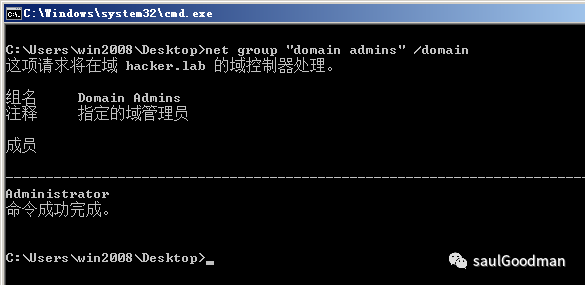 C:\Windows\system32\cmd.exe
C:\Users\win2008\Desktop>net group "domain admins" /domain
这项请求将在域 hacker.lab 的域控制器处理。
组名     Domain Admins
注释     指定的域管理员
成员
-------------------------------------------------------------------------------
Administrator
命令成功完成。
C:\Users\win2008\Desktop>_
saulGoodman